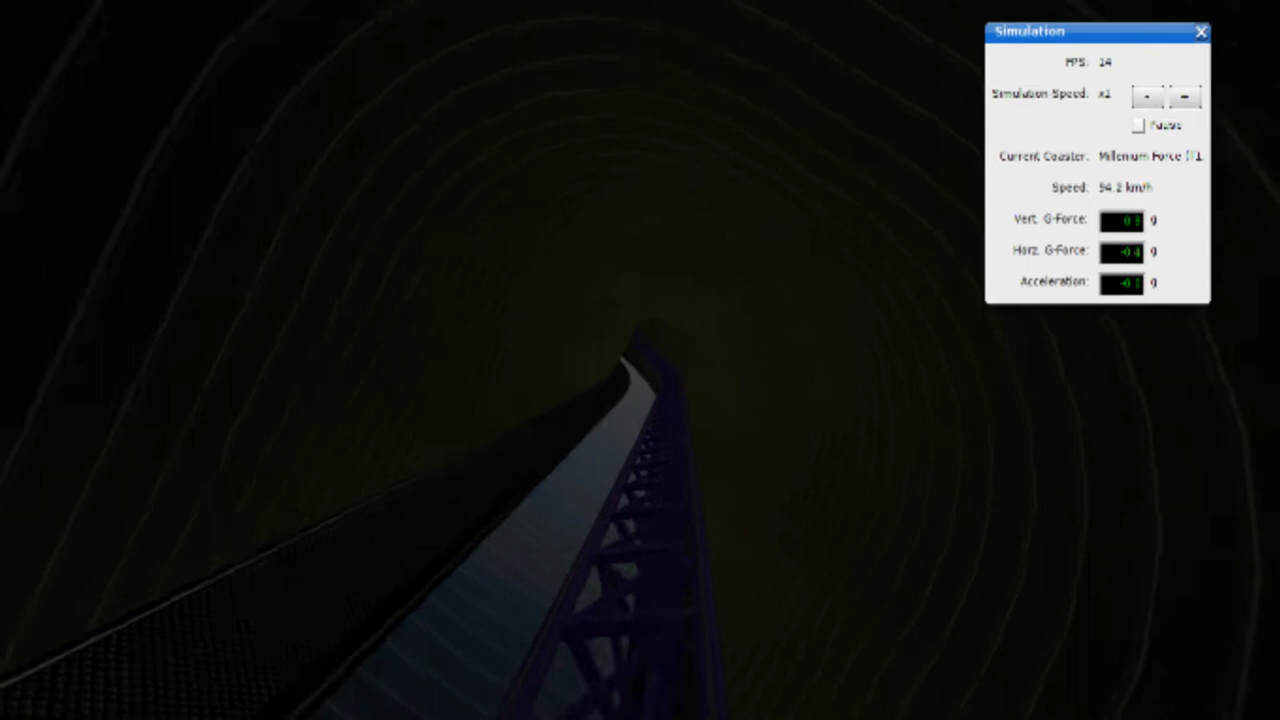 Simulation
FPS: 14
Simulation Speed: x1
Pause
Current Coaster: Millenium Force
Speed: 94.2 km/h
Vert. G-Force: g
Horz. G-Force: g
Acceleration: g